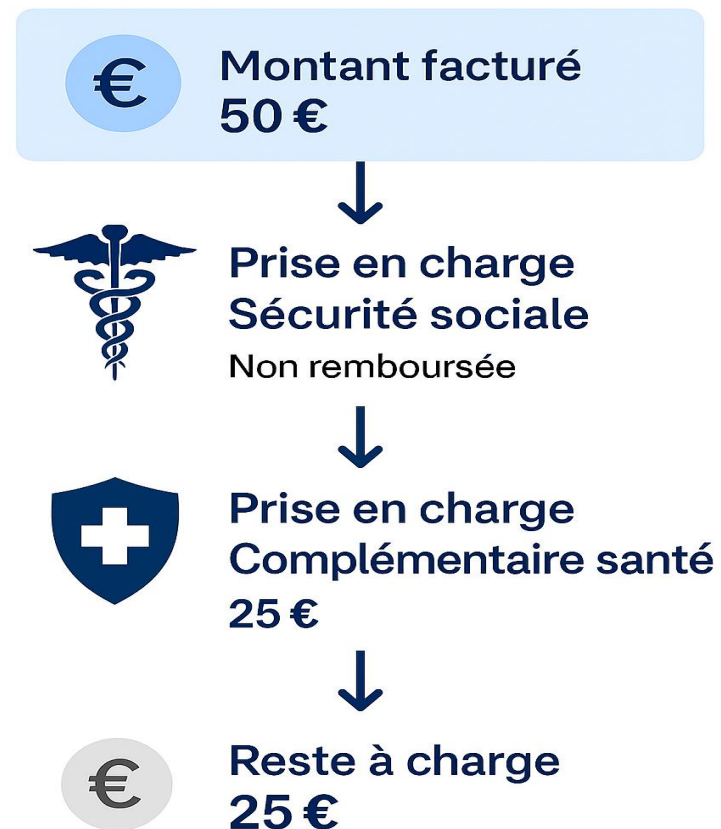 €
Montant facturé
50 €
Prise en charge
Sécurité sociale
Non remboursée
Prise en charge
Complémentaire santé
25 €
€
Reste à charge
25 €